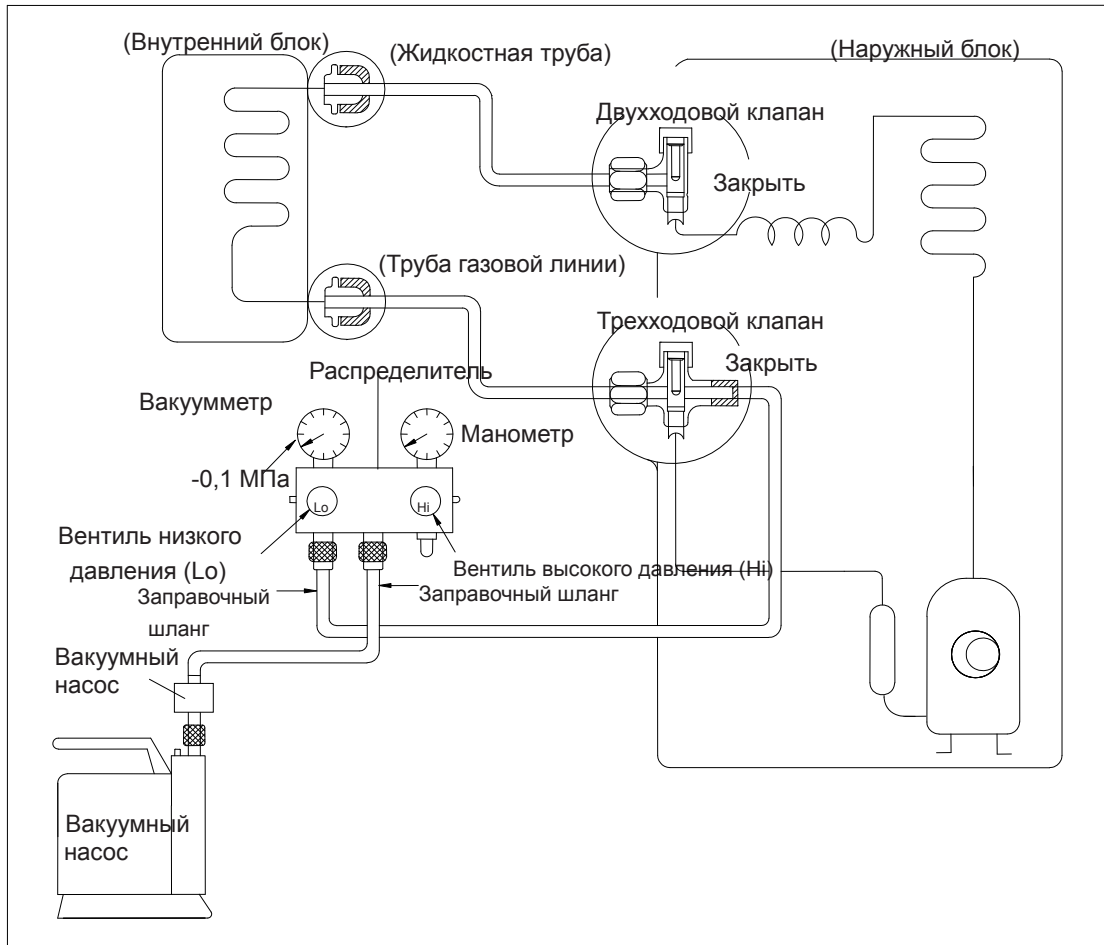 (Внутренний блок)
(Жидкостная труба)
(Наружный блок)
Двухходовой клапан
Закрыть
(Труба газовой линии)
Трехходовой клапан
Закрыть
Распределитель
Вакуумметр
Манометр
-0,1 МПа
Lo
Hi
Вентиль низкого
давления (Lo)
Вентиль высокого давления (Hi)
Заправочный
шланг
Заправочный шланг
Вакуумный
насос
Вакуумный
насос